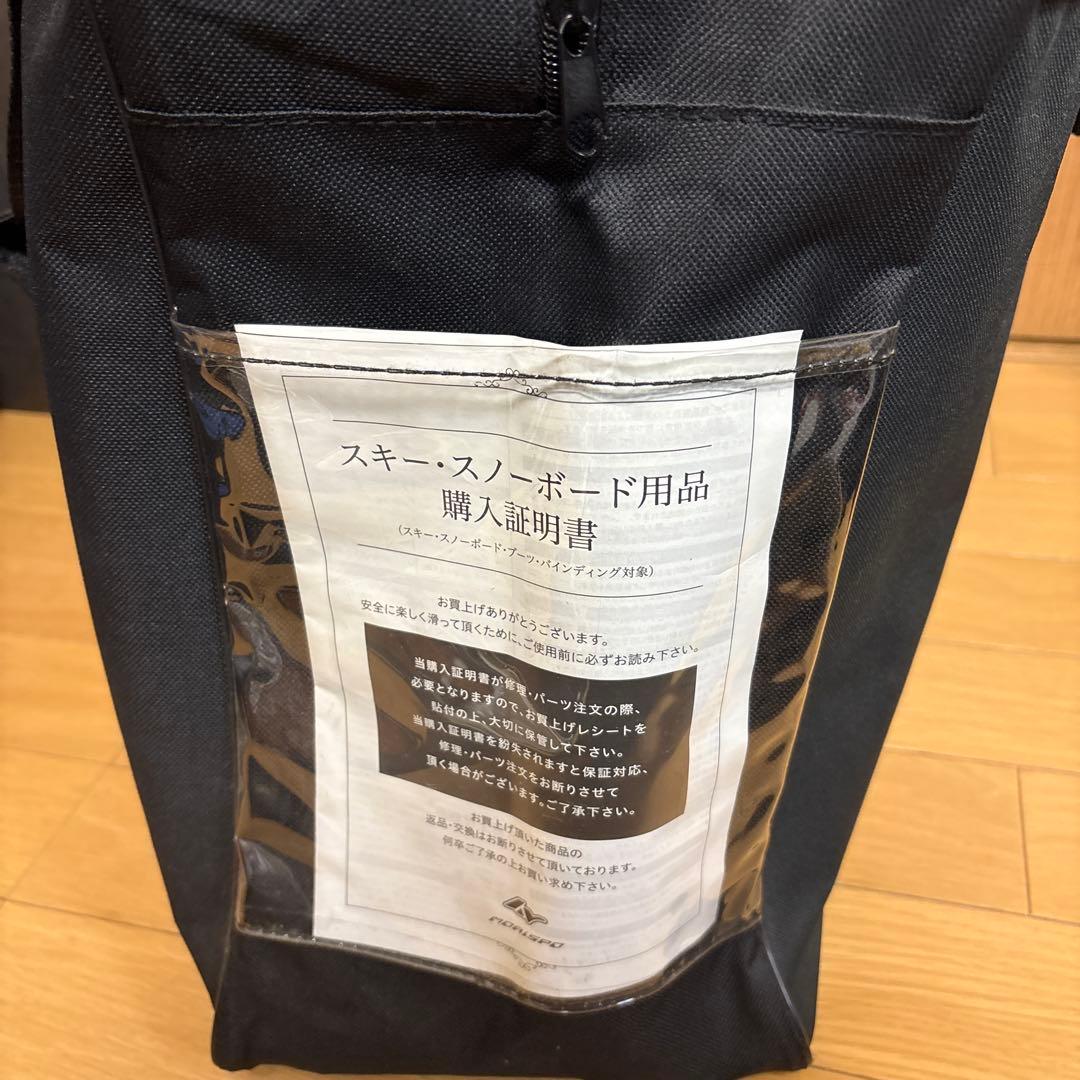 スキー・スノーボード用品
購入証明書
（スキー・スノーボード・ブーツ・バインディング対象）
お買上げありがとうございます。
安全に楽しく滑って頂くために、ご使用前に必ずお読み下さい。
当購入証明書が修理・パーツ注文の際、
必要となりますので、お買上げレシートを
貼付の上、大切に保管して下さい。
当購入証明書を紛失されますと保証対応、
修理・パーツ注文をお断りさせて
頂く場合がございます。ご了承下さい。
お買上げ頂いた商品の
返品・交換はお断りさせて頂いております。
何卒ご了承の上お買い求め下さい。
MORISPO